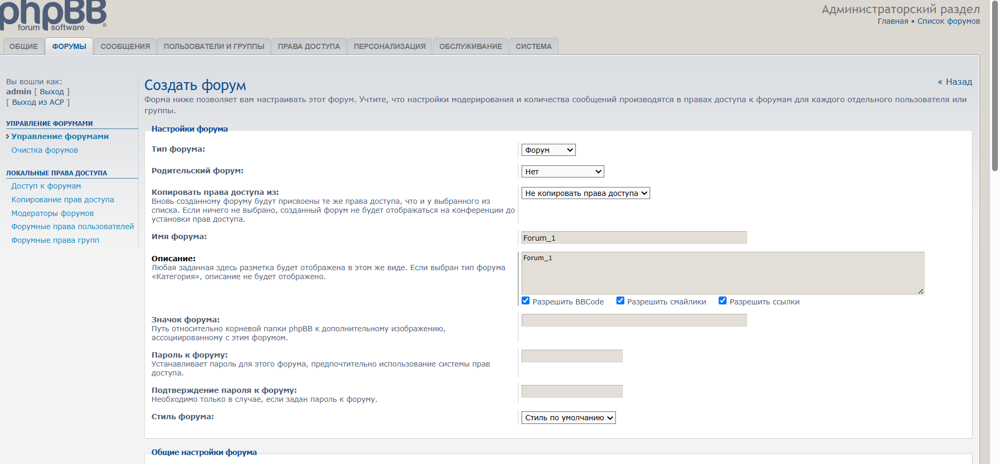 phpBB®
forum software
Администраторский раздел
Главная • Список форумов
ОБЩИЕ
ФОРУМЫ
СООБЩЕНИЯ
ПОЛЬЗОВАТЕЛИ И ГРУППЫ
ПРАВА ДОСТУПА
ПЕРСОНАЛИЗАЦИЯ
ОБСЛУЖИВАНИЕ
СИСТЕМА
Вы вошли как:
admin [ Выход ]
[ Выход из ACP ]
УПРАВЛЕНИЕ ФОРУМАМИ
Управление форумами
Очистка форумов
ЛОКАЛЬНЫЕ ПРАВА ДОСТУПА
Доступ к форумам
Копирование прав доступа
Модераторы форумов
Форумные права пользователей
Форумные права групп
« Назад
Создать форум
Форма ниже позволяет вам настраивать этот форум. Учтите, что настройки модерирования и количества сообщений производятся в правах доступа к форумам для каждого отдельного пользователя или
группы.
Настройки форума
Тип форума:
Форум
Родительский форум:
Нет
Копировать права доступа из:
Вновь созданному форуму будут присвоены те же права доступа, что и у выбранного из
списка. Если ничего не выбрано, созданный форум не будет отображаться на конференции до
установки прав доступа.
Не копировать права доступа
Имя форума:
Forum_1
Описание:
Любая заданная здесь разметка будет отображена в этом же виде. Если выбран тип форума
«Категория», описание не будет отображено.
Forum_1
Разрешить BBCode
Разрешить смайлики
Разрешить ссылки
Значок форума:
Путь относительно корневой папки phpBB к дополнительному изображению,
ассоциированному с этим форумом.
Пароль к форуму:
Устанавливает пароль для этого форума, предпочтительно использование системы прав
доступа.
Подтверждение пароля к форуму:
Необходимо только в случае, если задан пароль к форуму.
Стиль форума:
Стиль по умолчанию
Общие настройки форума